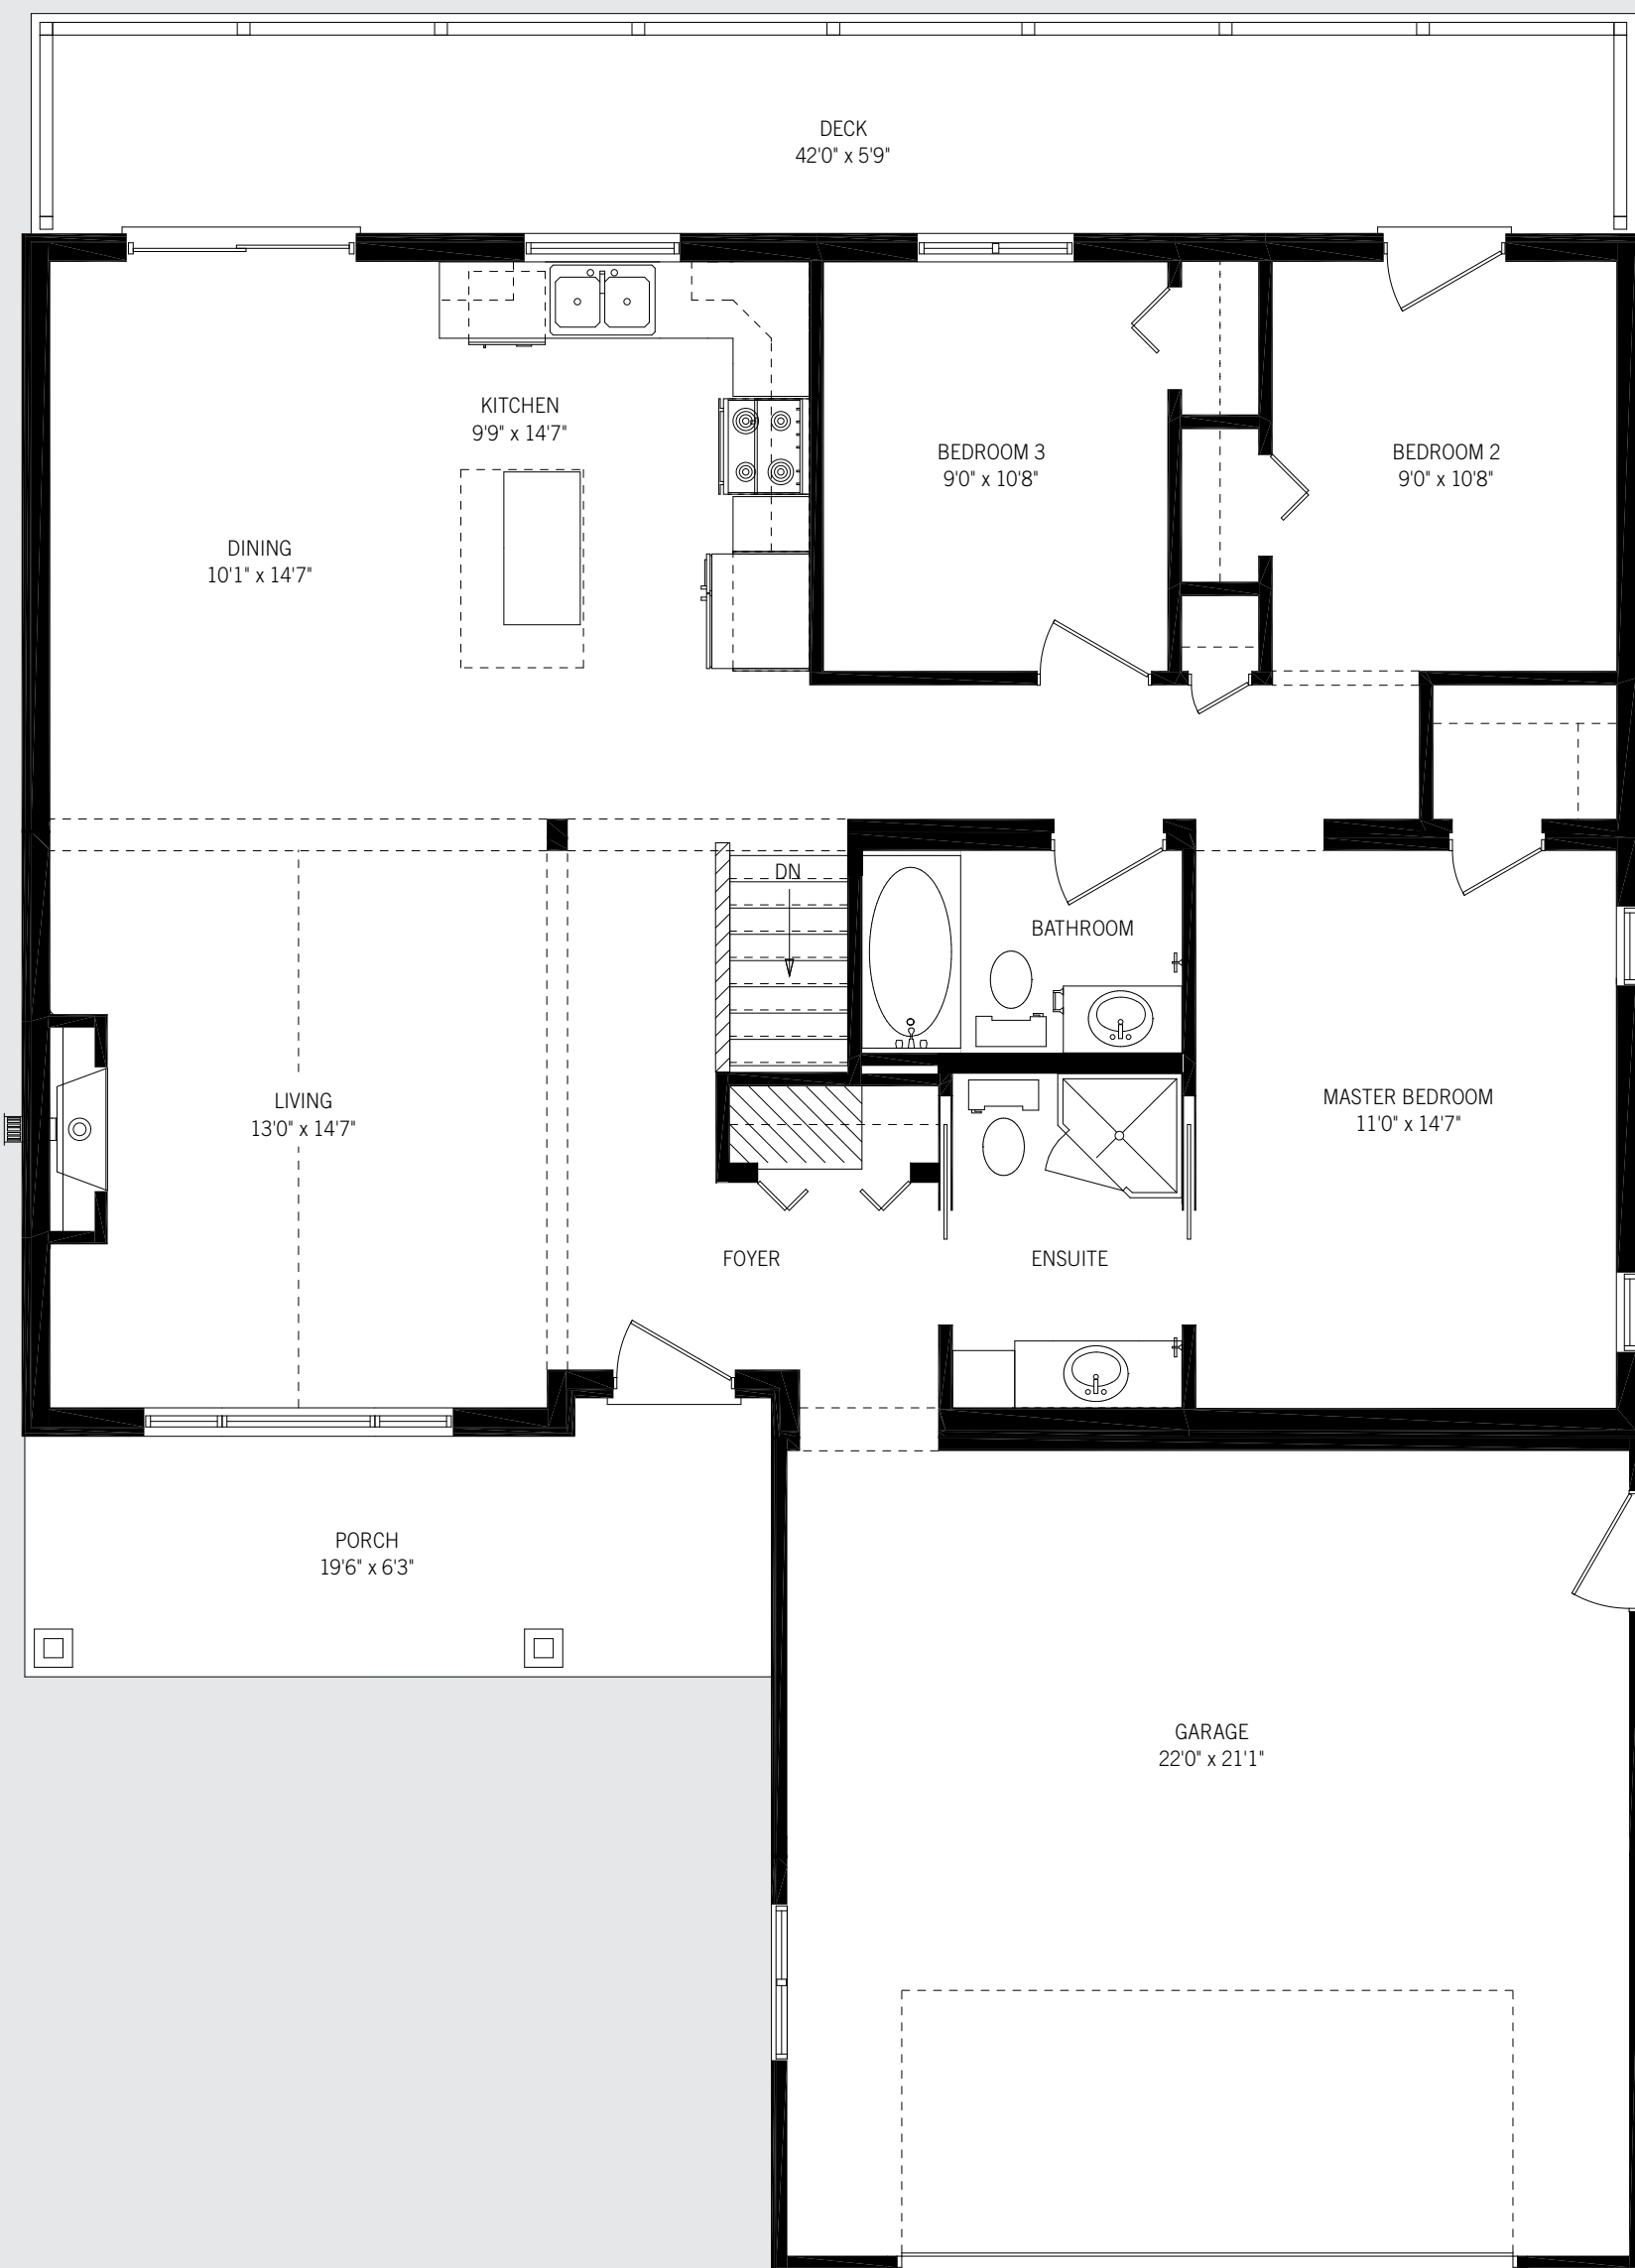 DECK
42'0" x 5'9"
KITCHEN
9'9" x 14'7"
BEDROOM 3
9'0" x 10'8"
BEDROOM 2
9'0" x 10'8"
DINING
10'1" x 14'7"
DN
BATHROOM
LIVING
13'0" x 14'7"
MASTER BEDROOM
11'0" x 14'7"
FOYER
ENSUITE
PORCH
19'6" x 6'3"
GARAGE
22'0" x 21'1"